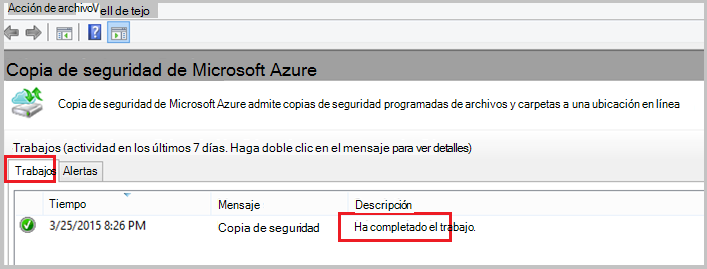 Acción de archivoV ell de tejo
Copia de seguridad de Microsoft Azure
Copia de seguridad de Microsoft Azure admite copias de seguridad programadas de archivos y carpetas a una ubicación en línea
Trabajos (actividad en los últimos 7 días. Haga doble clic en el mensaje para ver detalles)
Trabajos Alertas
Tiempo Mensaje Descripción
3/25/2015 8:26 PM Copia de seguridad Ha completado el trabajo.